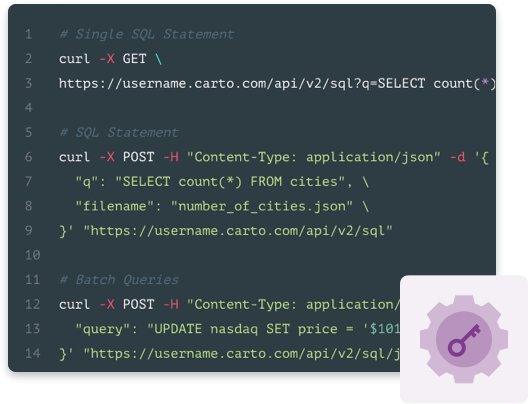 1 # Single SQL Statement
2 curl -X GET \
3 https://username.carto.com/api/v2/sql?q=SELECT count(*)
4
5 # SQL Statement
6 curl -X POST -H "Content-Type: application/json" -d '{
7 "q": "SELECT count(*) FROM cities", \
8 "filename": "number_of_cities.json" \
9 }' "https://username.carto.com/api/v2/sql"
10
11 # Batch Queries
12 curl -X POST -H "Content-Type: application/
13 "query": "UPDATE nasdaq SET price = '$101
14 }' "https://username.carto.com/api/v2/sql/j